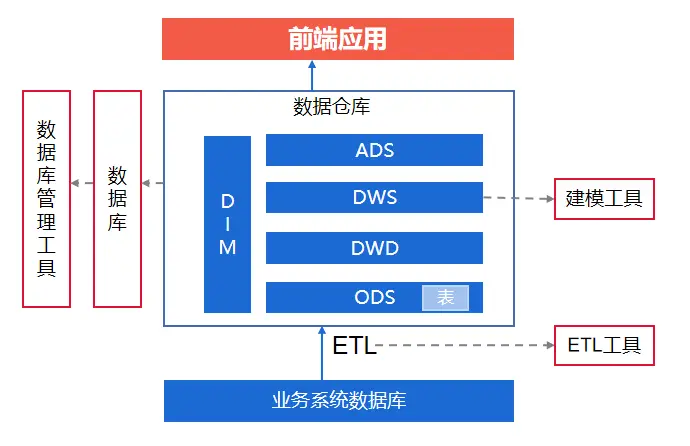 前端应用
数据仓库
数据库管理工具
数据库
DIM
ADS
DWS
DWD
ODS
表
建模工具
ETL
ETL工具
业务系统数据库